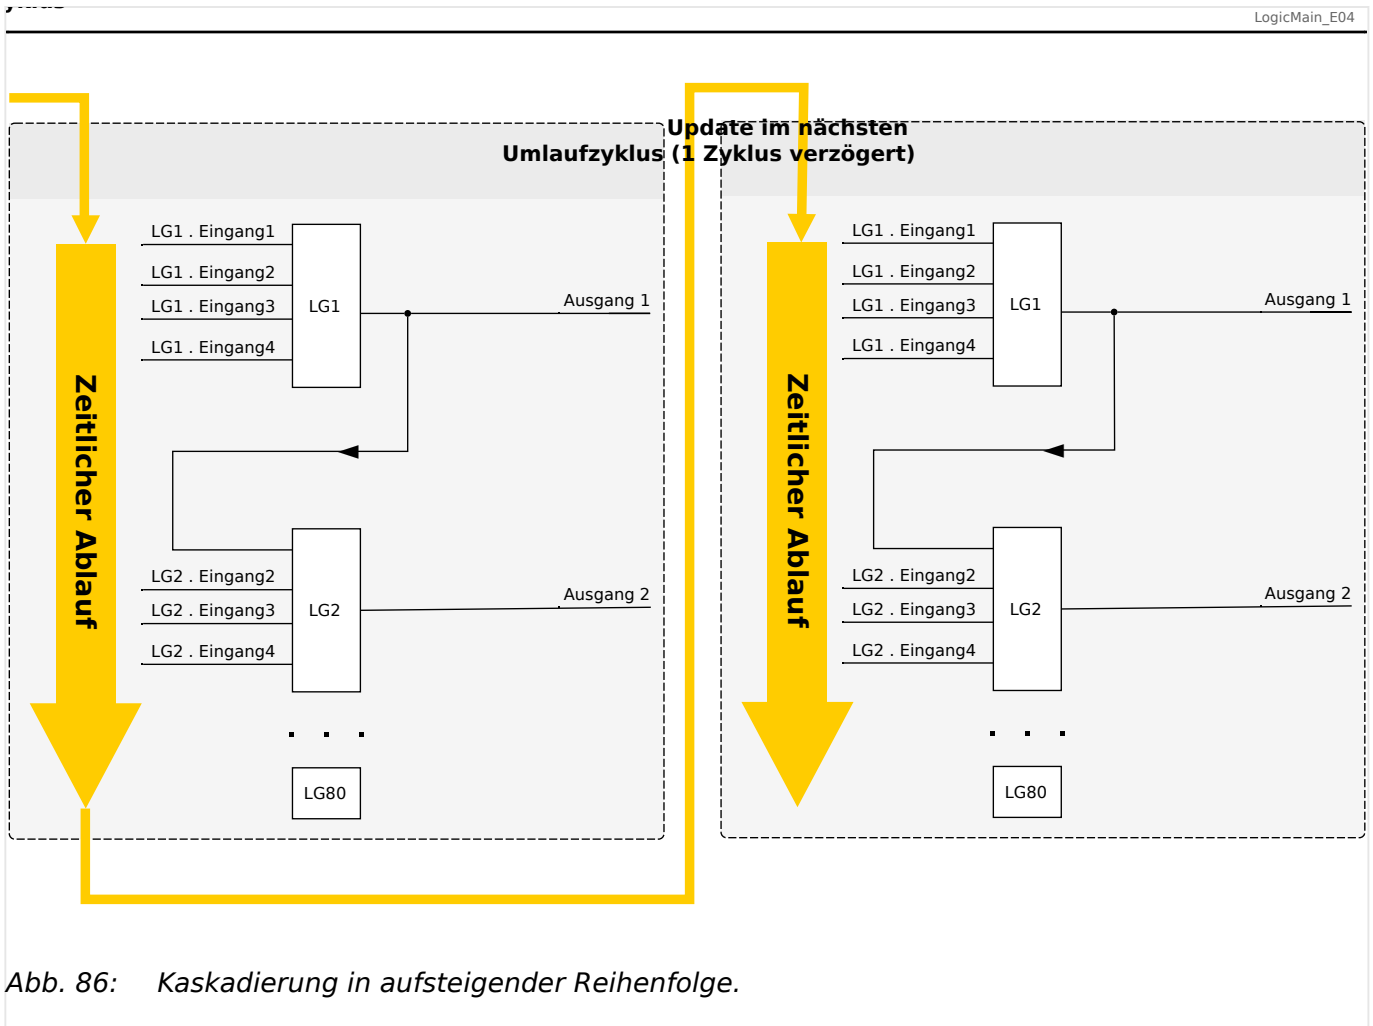 LogicMain_E04
Update im nächsten
Umlaufzyklus (1 Zyklus verzögert)
LG1 . Eingang1
LG1 . Eingang2
LG1 . Eingang3
LG1 . Eingang4
LG1
Ausgang 1
Zeitlicher Ablauf
LG2 . Eingang2
LG2 . Eingang3
LG2 . Eingang4
LG2
Ausgang 2
. . .
LG80
LG1 . Eingang1
LG1 . Eingang2
LG1 . Eingang3
LG1 . Eingang4
LG1
Ausgang 1
Zeitlicher Ablauf
LG2 . Eingang2
LG2 . Eingang3
LG2 . Eingang4
LG2
Ausgang 2
. . .
LG80
Abb. 86: Kaskadierung in aufsteigender Reihenfolge.